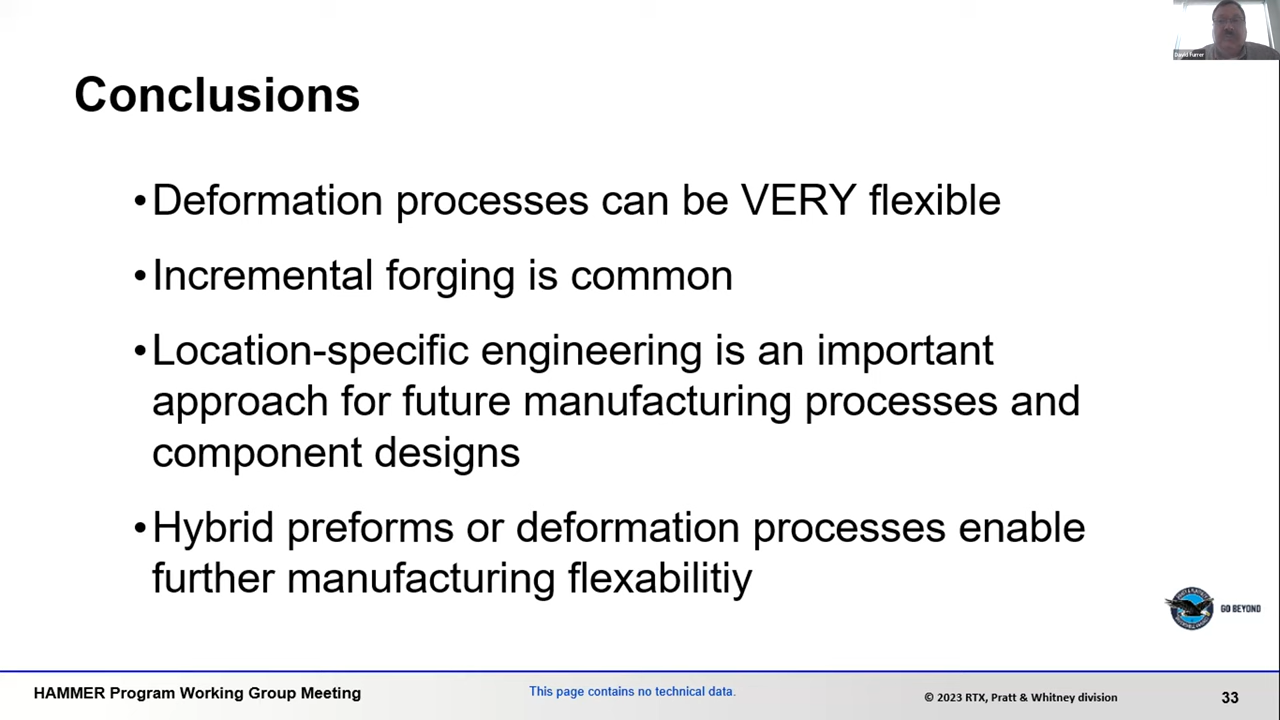 David Furrer
Conclusions
•Deformation processes can be VERY flexible
•Incremental forging is common
•Location-specific engineering is an important
approach for future manufacturing processes and
component designs
•Hybrid preforms or deformation processes enable
further manufacturing flexabilitiy
GO BEYOND
HAMMER Program Working Group Meeting
This page contains no technical data.
© 2023 RTX, Pratt & Whitney division
33